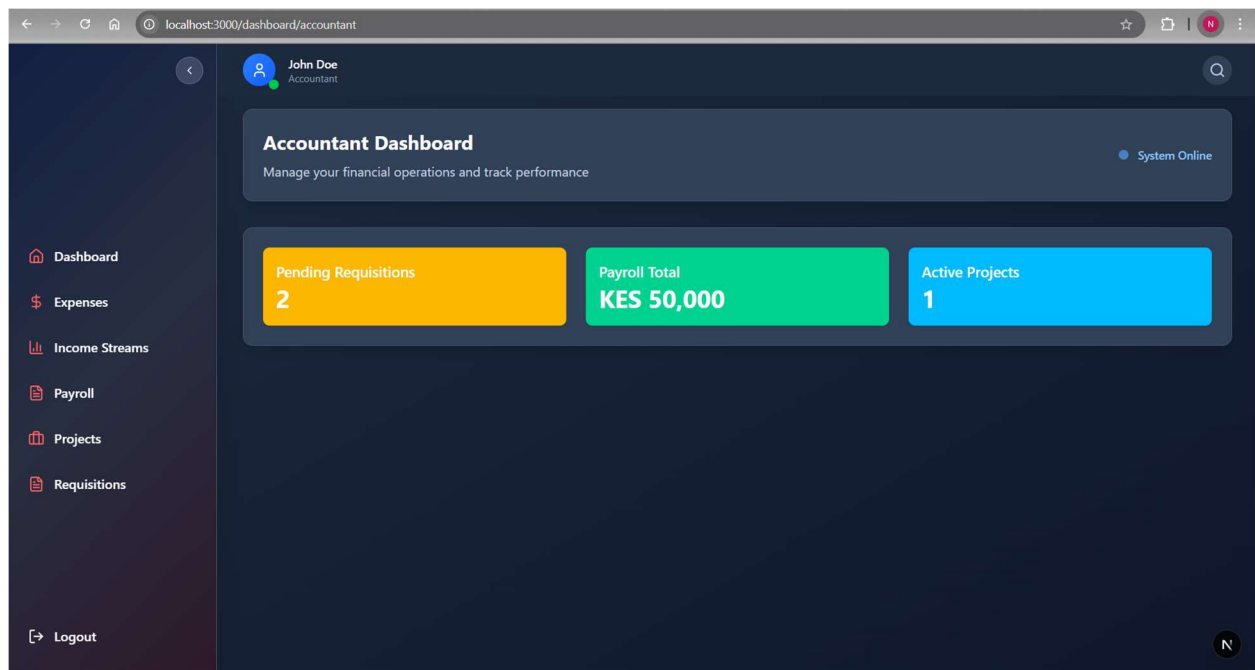 localhost:3000/dashboard/accountant
N
John Doe
Accountant
Accountant Dashboard
Manage your financial operations and track performance
System Online
Dashboard
Expenses
Income Streams
Payroll
Projects
Requisitions
Logout
Pending Requisitions
2
Payroll Total
KES 50,000
Active Projects
1
N